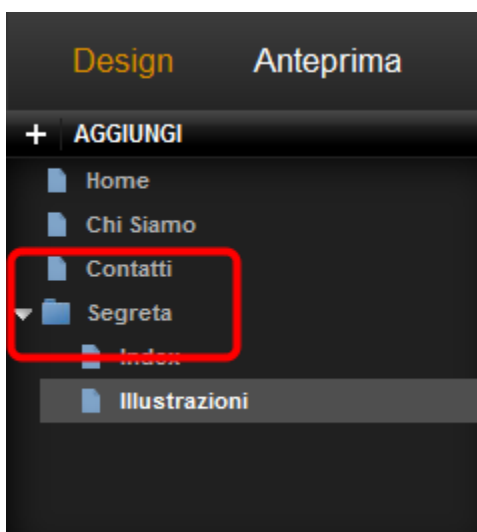 Design Anteprima
+ AGGIUNGI
Home
Chi Siamo
Contatti
Segreta
Index
Illustrazioni